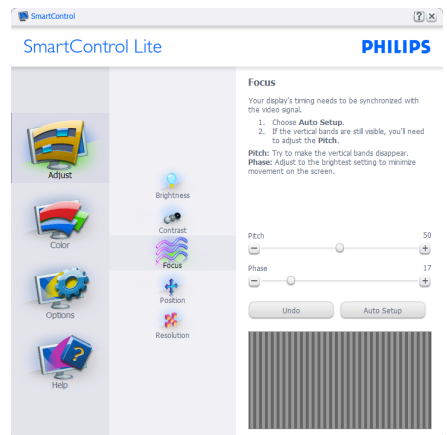 SmartControl
SmartControl Lite
PHILIPS
Adjust
Color
Options
Help
Brightness
Contrast
Focus
Position
Resolution
Focus
Your display's timing needs to be synchronized with
the video signal.
1. Choose Auto Setup.
2. If the vertical bands are still visible, you'll need
to adjust the Pitch.
Pitch: Try to make the vertical bands disappear.
Phase: Adjust to the brightest setting to minimize
movement on the screen.
Pitch 50
Phase 17
Undo Auto Setup